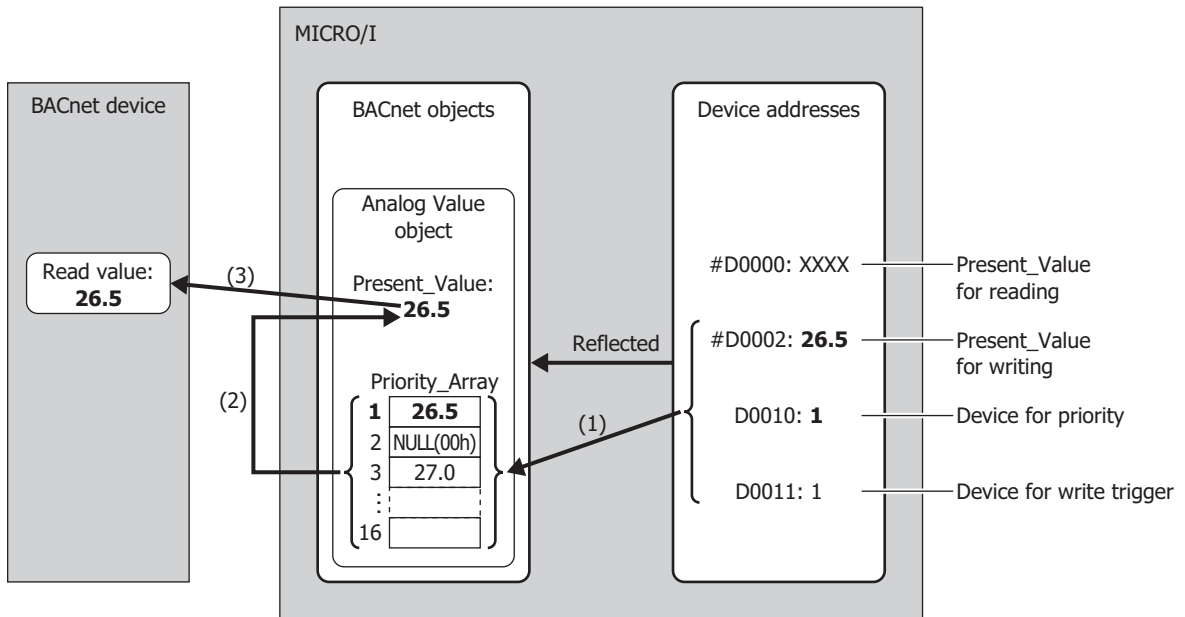 MICRO/I
BACnet device
Read value:
26.5
(3)
(2)
BACnet objects
Analog Value
object
Present_Value:
26.5
Priority_Array
1 26.5
2 NULL(00h)
3 27.0
⋮
16
Reflected
(1)
Device addresses
#D0000: XXXX
Present_Value
for reading
#D0002: 26.5
Present_Value
for writing
D0010: 1
Device for priority
D0011: 1
Device for write trigger